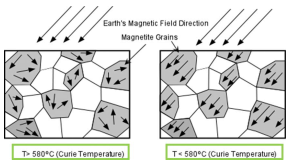 Earth's Magnetic Field Direction
Magnetite Grains
T> 580°C (Curie Temperature)
T < 580°C (Curie Temperature)